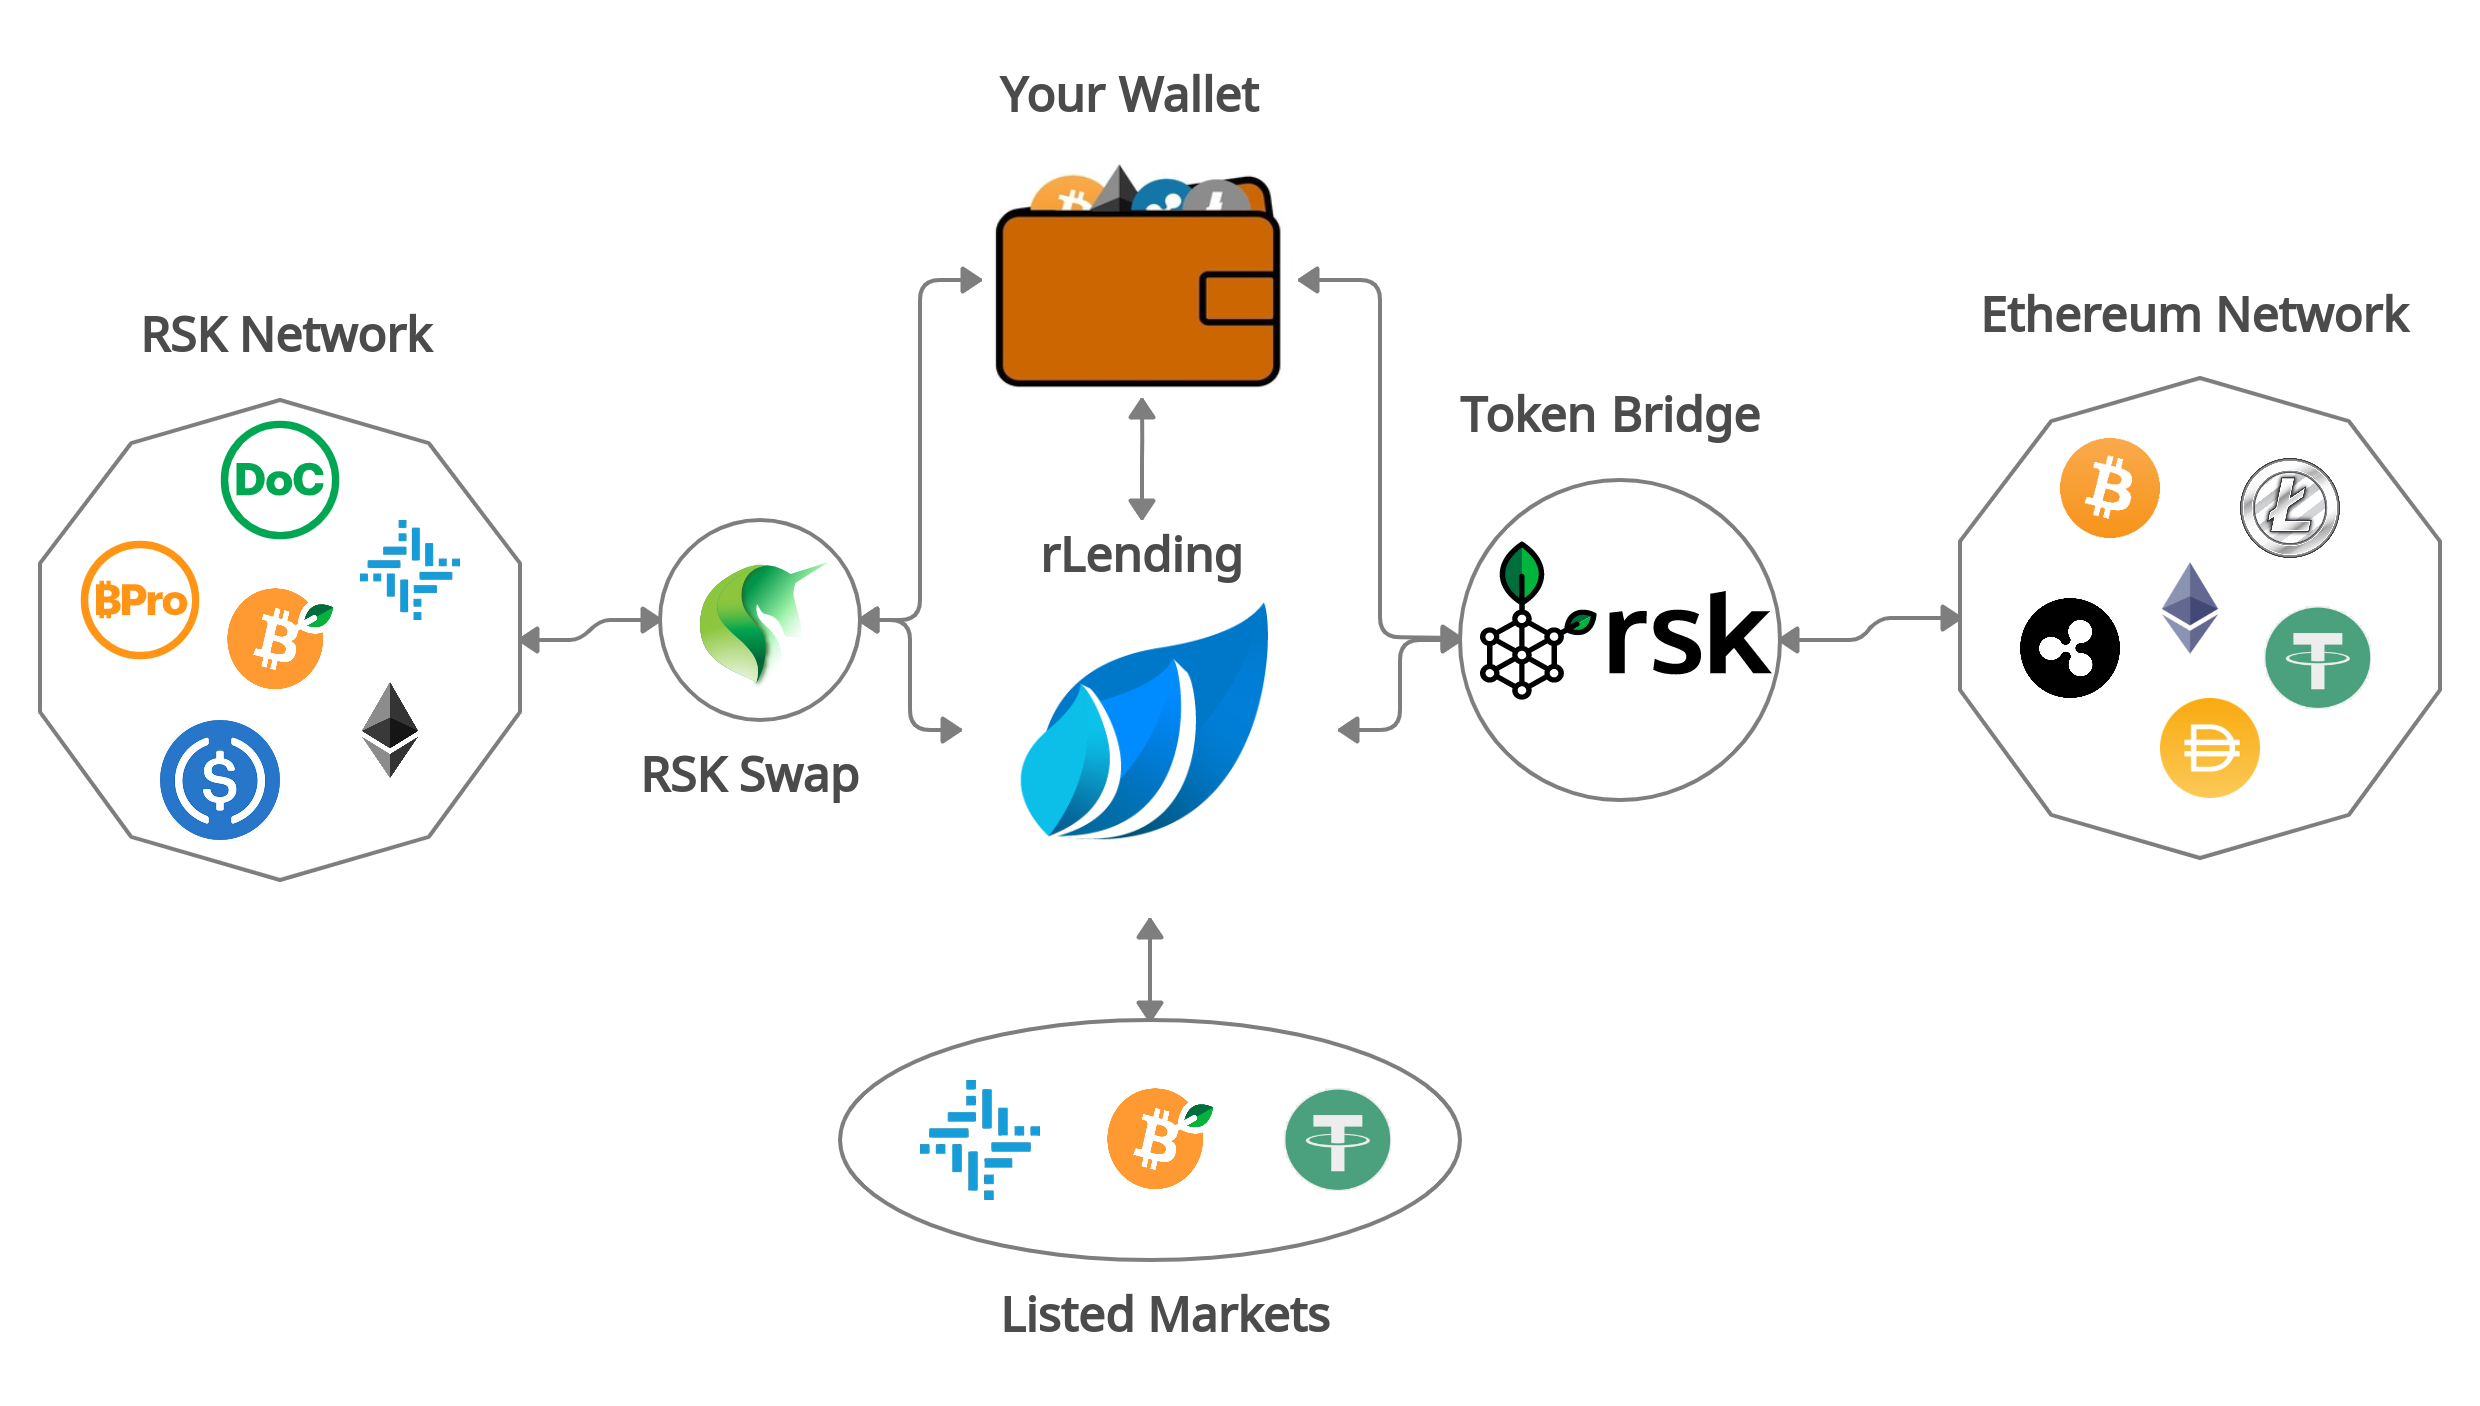 Your Wallet
RSK Network
Ethereum Network
Token Bridge
DoC
BPro
rLending
rsk
RSK Swap
Listed Markets